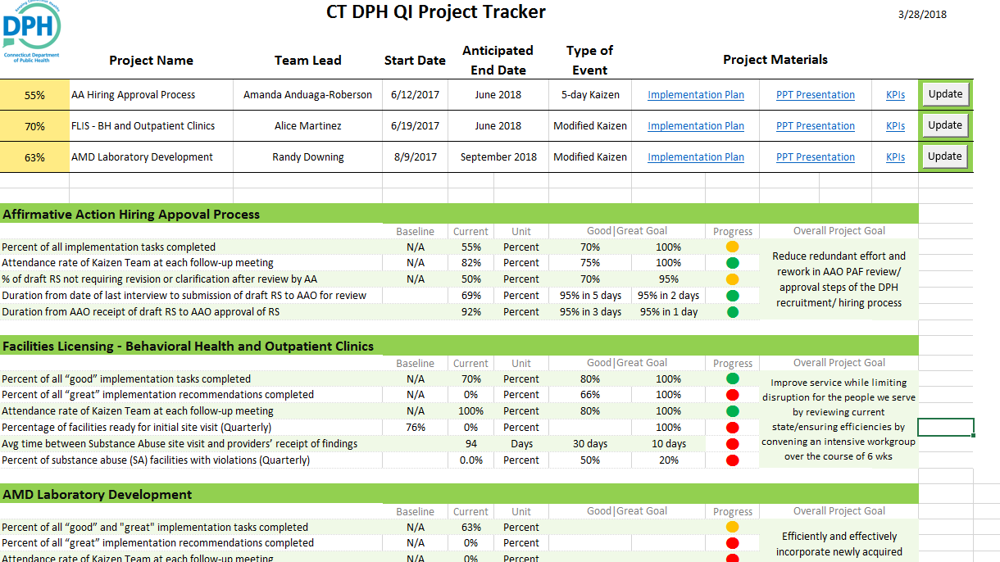 Keeping Connecticut Healthy
DPH
Connecticut Department
of Public Health
CT DPH QI Project Tracker
3/28/2018
Project Name Team Lead Start Date Anticipated End Date Type of Event Project Materials
55% AA Hiring Approval Process Amanda Anduaga-Roberson 6/12/2017 June 2018 5-day Kaizen Implementation Plan PPT Presentation KPIs Update
70% FLIS - BH and Outpatient Clinics Alice Martinez 6/19/2017 June 2018 Modified Kaizen Implementation Plan PPT Presentation KPIs Update
63% AMD Laboratory Development Randy Downing 8/9/2017 September 2018 Modified Kaizen Implementation Plan PPT Presentation KPIs Update
Affirmative Action Hiring Appoval Process
Baseline Current Unit Good|Great Goal Progress Overall Project Goal
Percent of all implementation tasks completed N/A 55% Percent 70% 100%
Attendance rate of Kaizen Team at each follow-up meeting N/A 82% Percent 75% 100%
% of draft RS not requiring revision or clarification after review by AA N/A 50% Percent 70% 95%
Duration from date of last interview to submission of draft RS to AAO for review 69% Percent 95% in 5 days 95% in 2 days
Duration from AAO receipt of draft RS to AAO approval of RS 92% Percent 95% in 3 days 95% in 1 day
Reduce redundant effort and
rework in AAO PAF review/
approval steps of the DPH
recruitment/ hiring process
Facilities Licensing - Behavioral Health and Outpatient Clinics
Baseline Current Unit Good|Great Goal Progress Overall Project Goal
Percent of all “good” implementation tasks completed N/A 70% Percent 80% 100%
Percent of all “great” implementation recommendations completed N/A 0% Percent 66% 100%
Attendance rate of Kaizen Team at each follow-up meeting N/A 100% Percent 80% 100%
Percentage of facilities ready for initial site visit (Quarterly) 76% 0% Percent 100%
Avg time between Substance Abuse site visit and providers’ receipt of findings 94 Days 30 days 10 days
Percent of substance abuse (SA) facilities with violations (Quarterly) 0.0% Percent 50% 20%
Improve service while limiting
disruption for the people we serve
by reviewing current
state/ensuring efficiencies by
convening an intensive workgroup
over the course of 6 wks
AMD Laboratory Development
Baseline Current Unit Good|Great Goal Progress Overall Project Goal
Percent of all “good” and "great" implementation tasks completed N/A 63% Percent
Percent of all “great” implementation recommendations completed N/A 0% Percent
Attendance rate of Kaizen Team at each follow-up meeting N/A 0% Percent
Efficiently and effectively
incorporate newly acquired